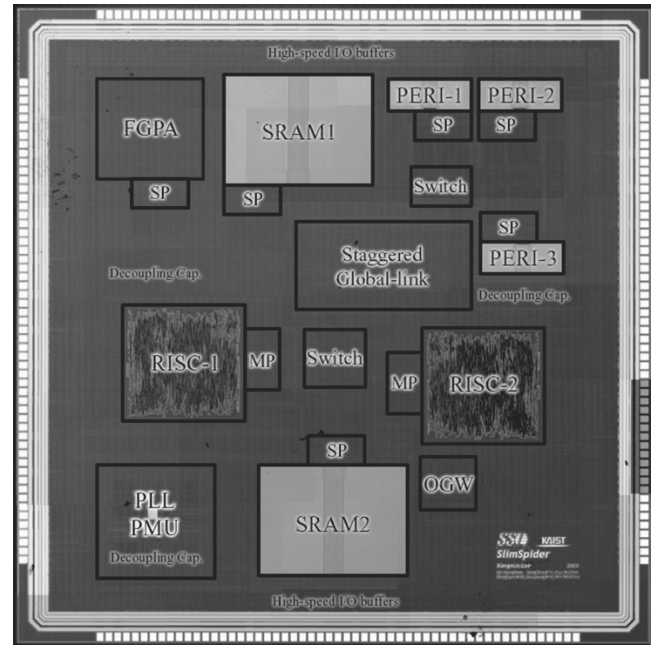 High-speed I/O buffers
PERI-1
PERI-2
FGPA
SRAM1
SP
SP
SP
SP
Switch
SP
Staggered
Global-link
PERI-3
Decoupling Cap.
Decoupling Cap.
RISC-1
MP
Switch
MP
RISC-2
SP
OGW
PLL
PMU
SRAM2
Decoupling Cap.
KAIST
SlimSpider
High-speed I/O buffers